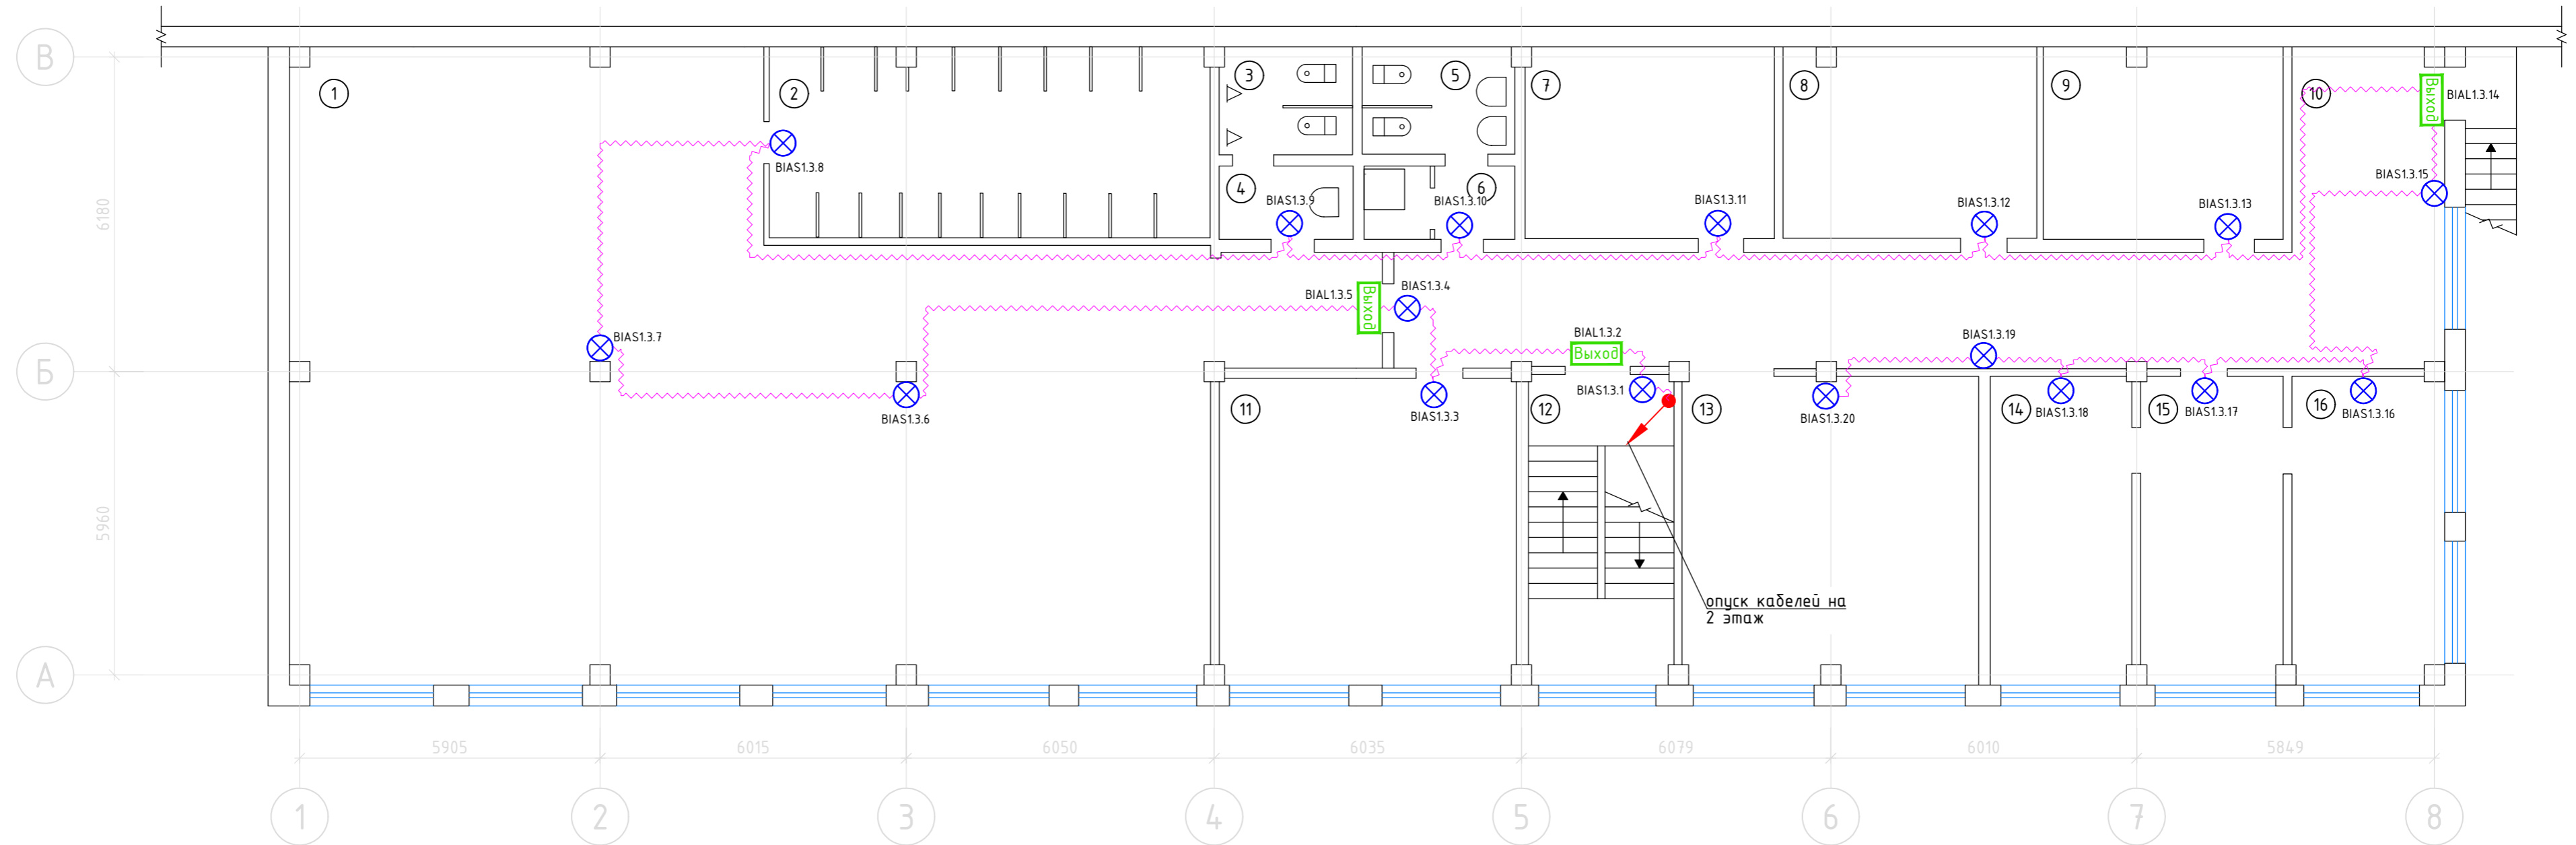 В
1
2
3
5
7
8
9
10
Выход
BIAL1.3.14
BIAS1.3.8
BIAS1.3.15
4
6
BIAS1.3.9
BIAS1.3.10
BIAS1.3.11
BIAS1.3.12
BIAS1.3.13
6180
BIAL1.3.5
Выход
BIAS1.3.4
BIAS1.3.7
BIAL1.3.2
Выход
BIAS1.3.19
Б
BIAS1.3.1
BIAS1.3.6
11
BIAS1.3.3
12
13
BIAS1.3.20
14
BIAS1.3.18
15
BIAS1.3.17
16
BIAS1.3.16
5960
опуск кабелей на
2 этаж
А
5905
6015
6050
6035
6079
6010
5849
1
2
3
4
5
6
7
8